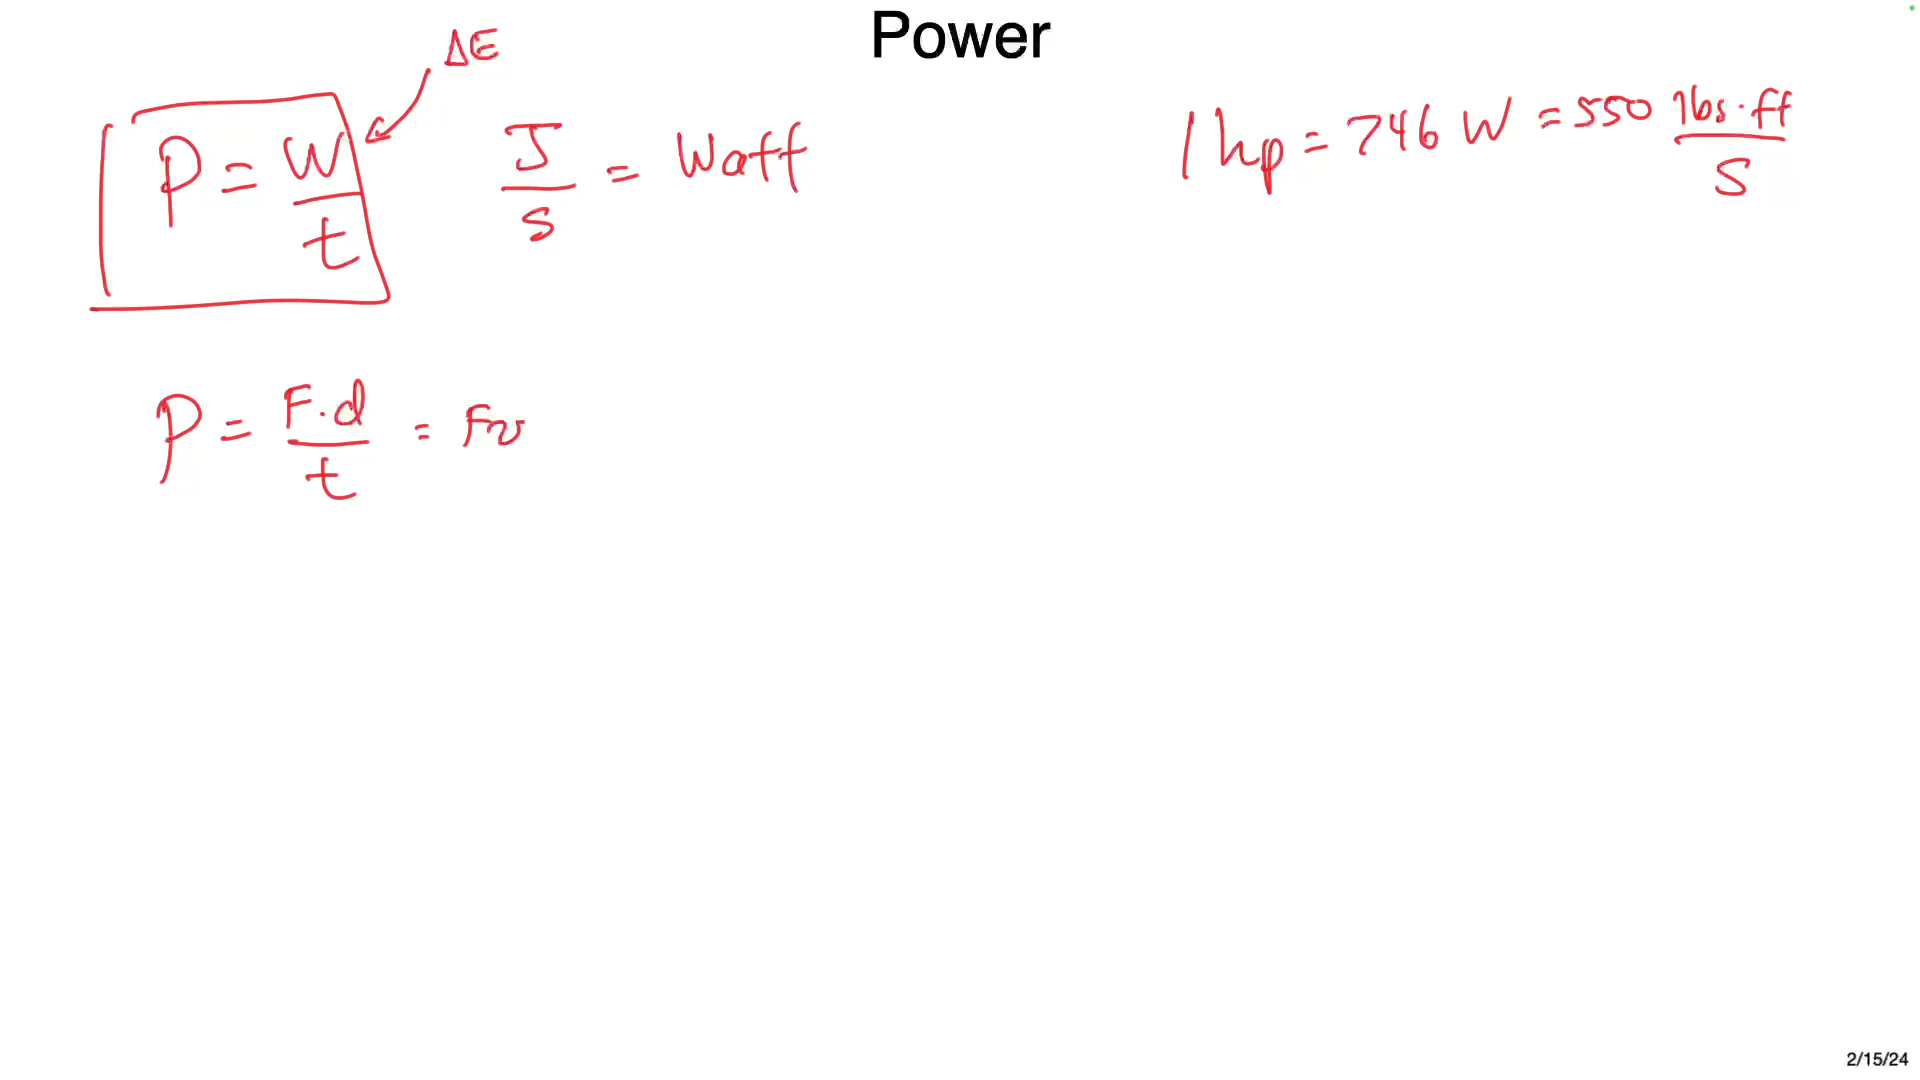 Power
ΔE
P = W/t
J/s = Watt
1 hp = 746 W = 550 lbs·ft/s
P = F·d/t = Fv
2/15/24